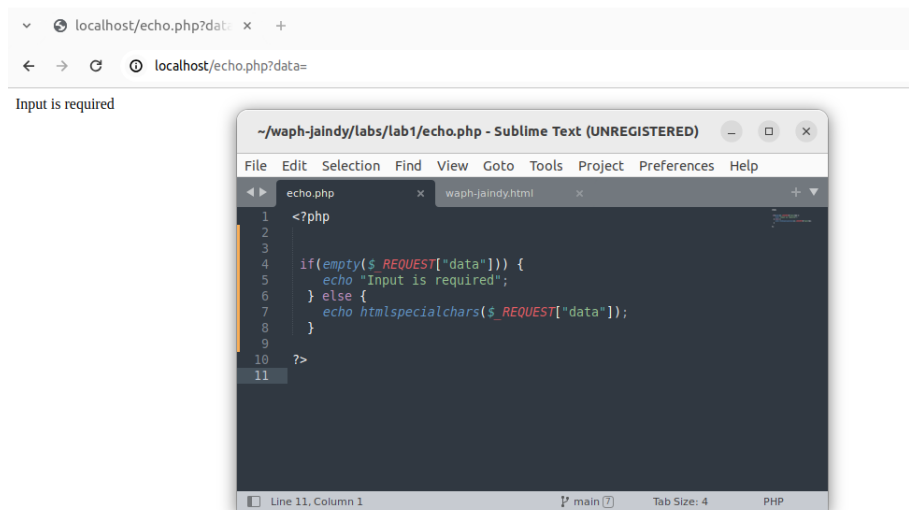 localhost/echo.php?data
localhost/echo.php?data=
Input is required
~/waph-jaindy/labs/lab1/echo.php - Sublime Text (UNREGISTERED)
File Edit Selection Find View Goto Tools Project Preferences Help
echo.php waph-jaindy.html
1 <?php
2
3
4 if(empty($_REQUEST["data"])) {
5 echo "Input is required";
6 } else {
7 echo htmlspecialchars($_REQUEST["data"]);
8 }
9
10 ?>
11
Line 11, Column 1 main 7 Tab Size: 4 PHP